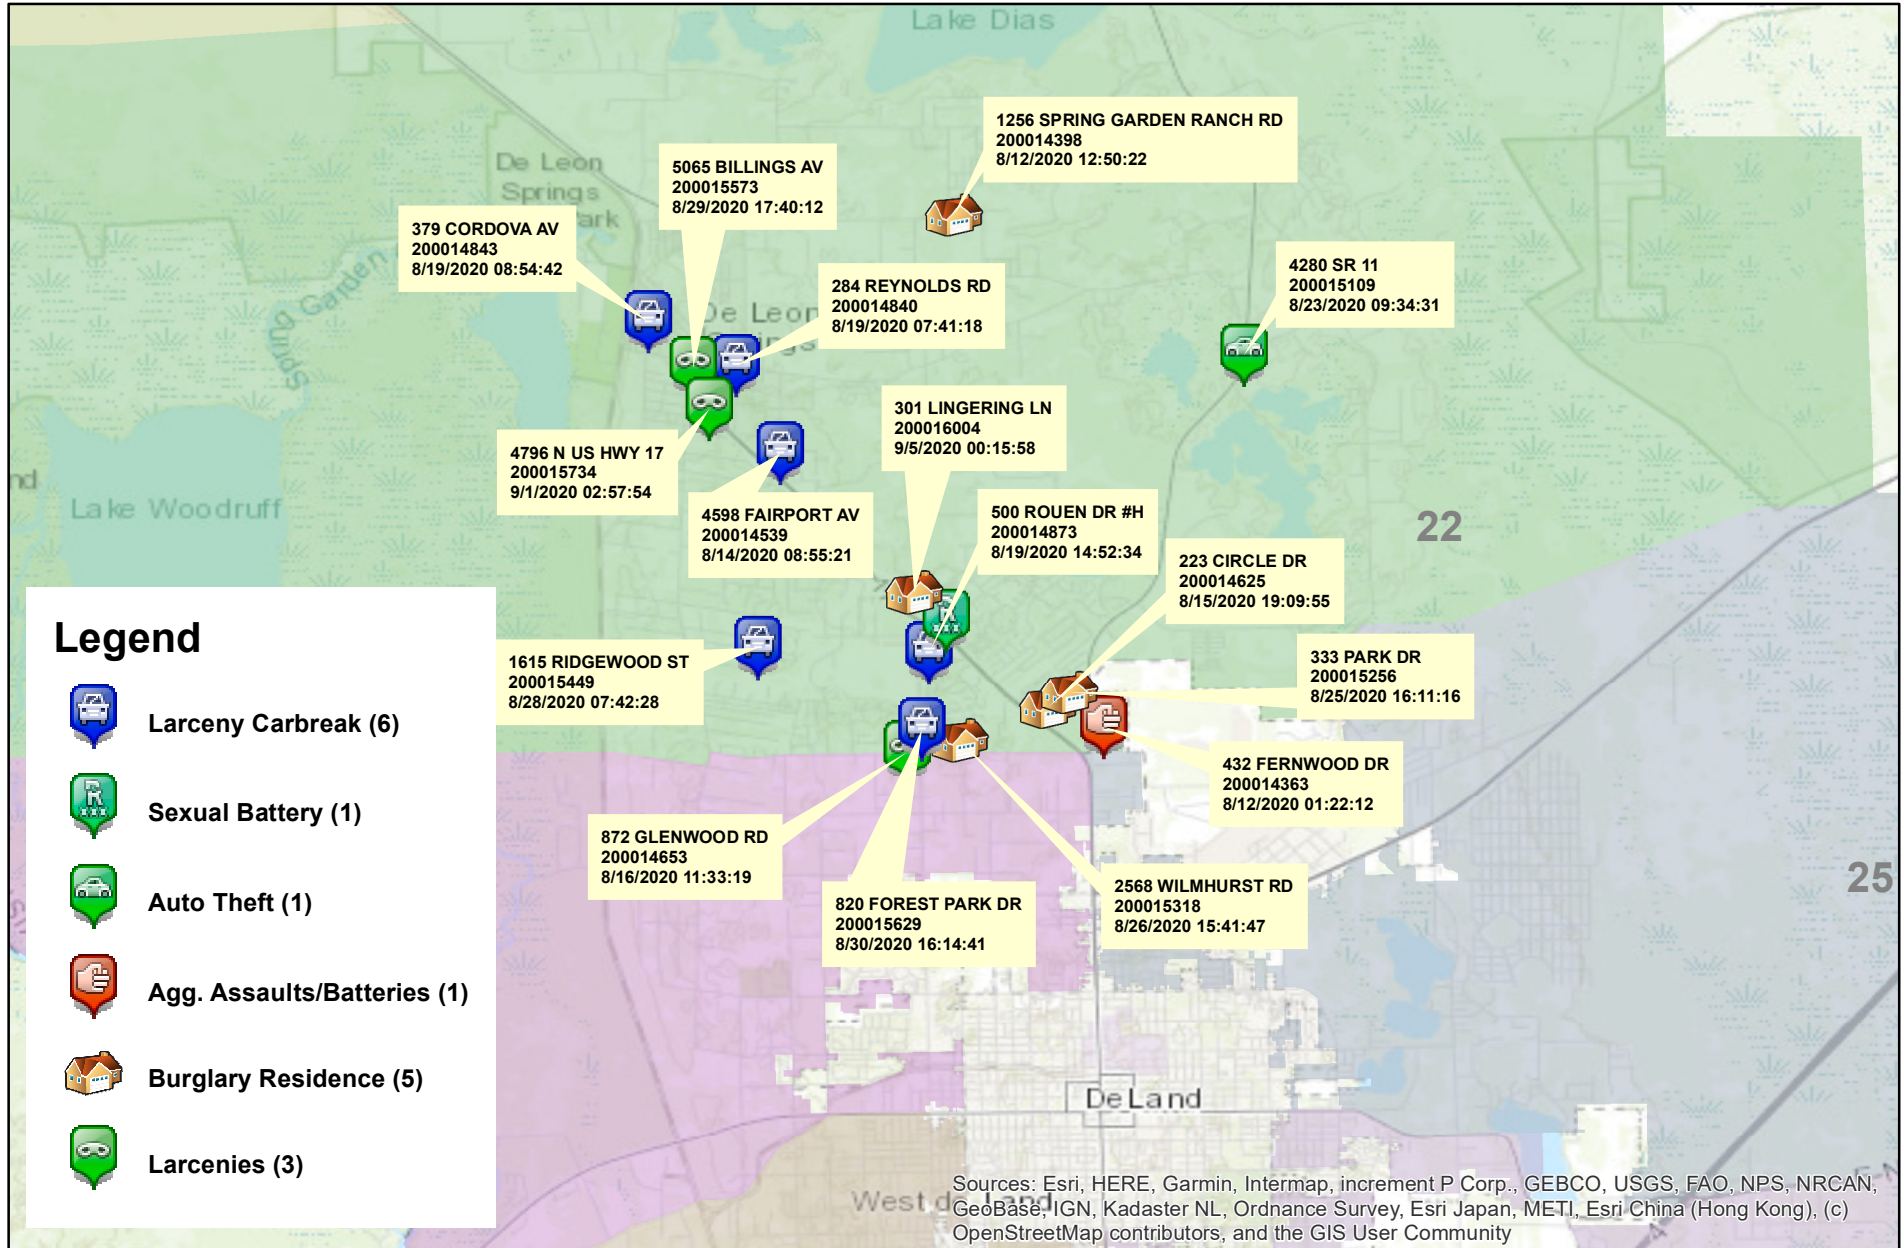 Lake Dias
1256 SPRING GARDEN RANCH RD
200014398
8/12/2020 12:50:22
De Leon
Springs
5065 BILLINGS AV
200015573
8/29/2020 17:40:12
379 CORDOVA AV
200014843
8/19/2020 08:54:42
Spring Garden
284 REYNOLDS RD
200014840
8/19/2020 07:41:18
4280 SR 11
200015109
8/23/2020 09:34:31
De Leon
301 LINGERING LN
200016004
9/5/2020 00:15:58
4796 N US HWY 17
200015734
9/1/2020 02:57:54
Lake Woodruff
4598 FAIRPORT AV
200014539
8/14/2020 08:55:21
500 ROUEN DR #H
200014873
8/19/2020 14:52:34
22
223 CIRCLE DR
200014625
8/15/2020 19:09:55
1615 RIDGEWOOD ST
200015449
8/28/2020 07:42:28
333 PARK DR
200015256
8/25/2020 16:11:16
432 FERNWOOD DR
200014363
8/12/2020 01:22:12
872 GLENWOOD RD
200014653
8/16/2020 11:33:19
820 FOREST PARK DR
200015629
8/30/2020 16:14:41
2568 WILMHURST RD
200015318
8/26/2020 15:41:47
25
Legend
Larceny Carbreak (6)
Sexual Battery (1)
Auto Theft (1)
Agg. Assaults/Batteries (1)
Burglary Residence (5)
Larcenies (3)
DeLand
West de Land
Sources: Esri, HERE, Garmin, Intermap, increment P Corp., GEBCO, USGS, FAO, NPS, NRCAN,
GeoBase, IGN, Kadaster NL, Ordnance Survey, Esri Japan, METI, Esri China (Hong Kong), (c)
OpenStreetMap contributors, and the GIS User Community